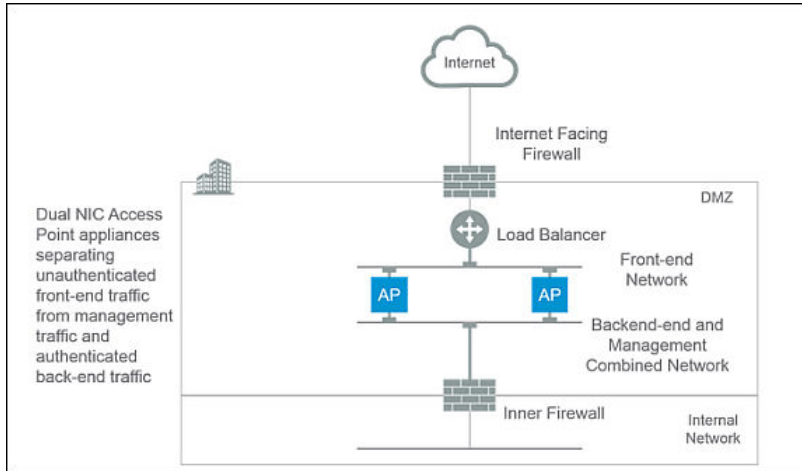 Internet
Internet Facing
Firewall
DMZ
Dual NIC Access
Point appliances
separating
unauthenticated
front-end traffic
from management
traffic and
authenticated
back-end traffic
Load Balancer
Front-end
Network
AP
AP
Backend-end and
Management
Combined Network
Inner Firewall
Internal
Network